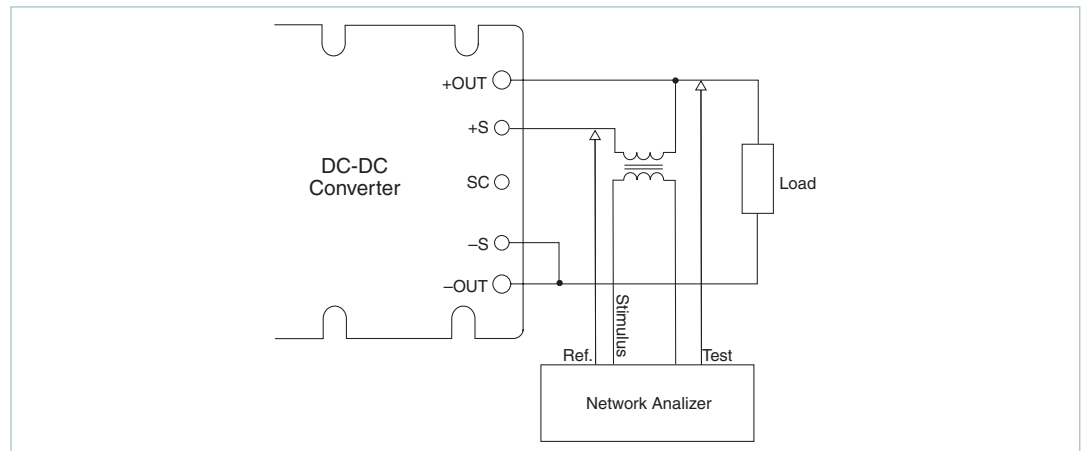 +OUT
+S
DC-DC
Converter
SC
Load
–S
–OUT
Stimulus
Ref.
Test
Network Analizer